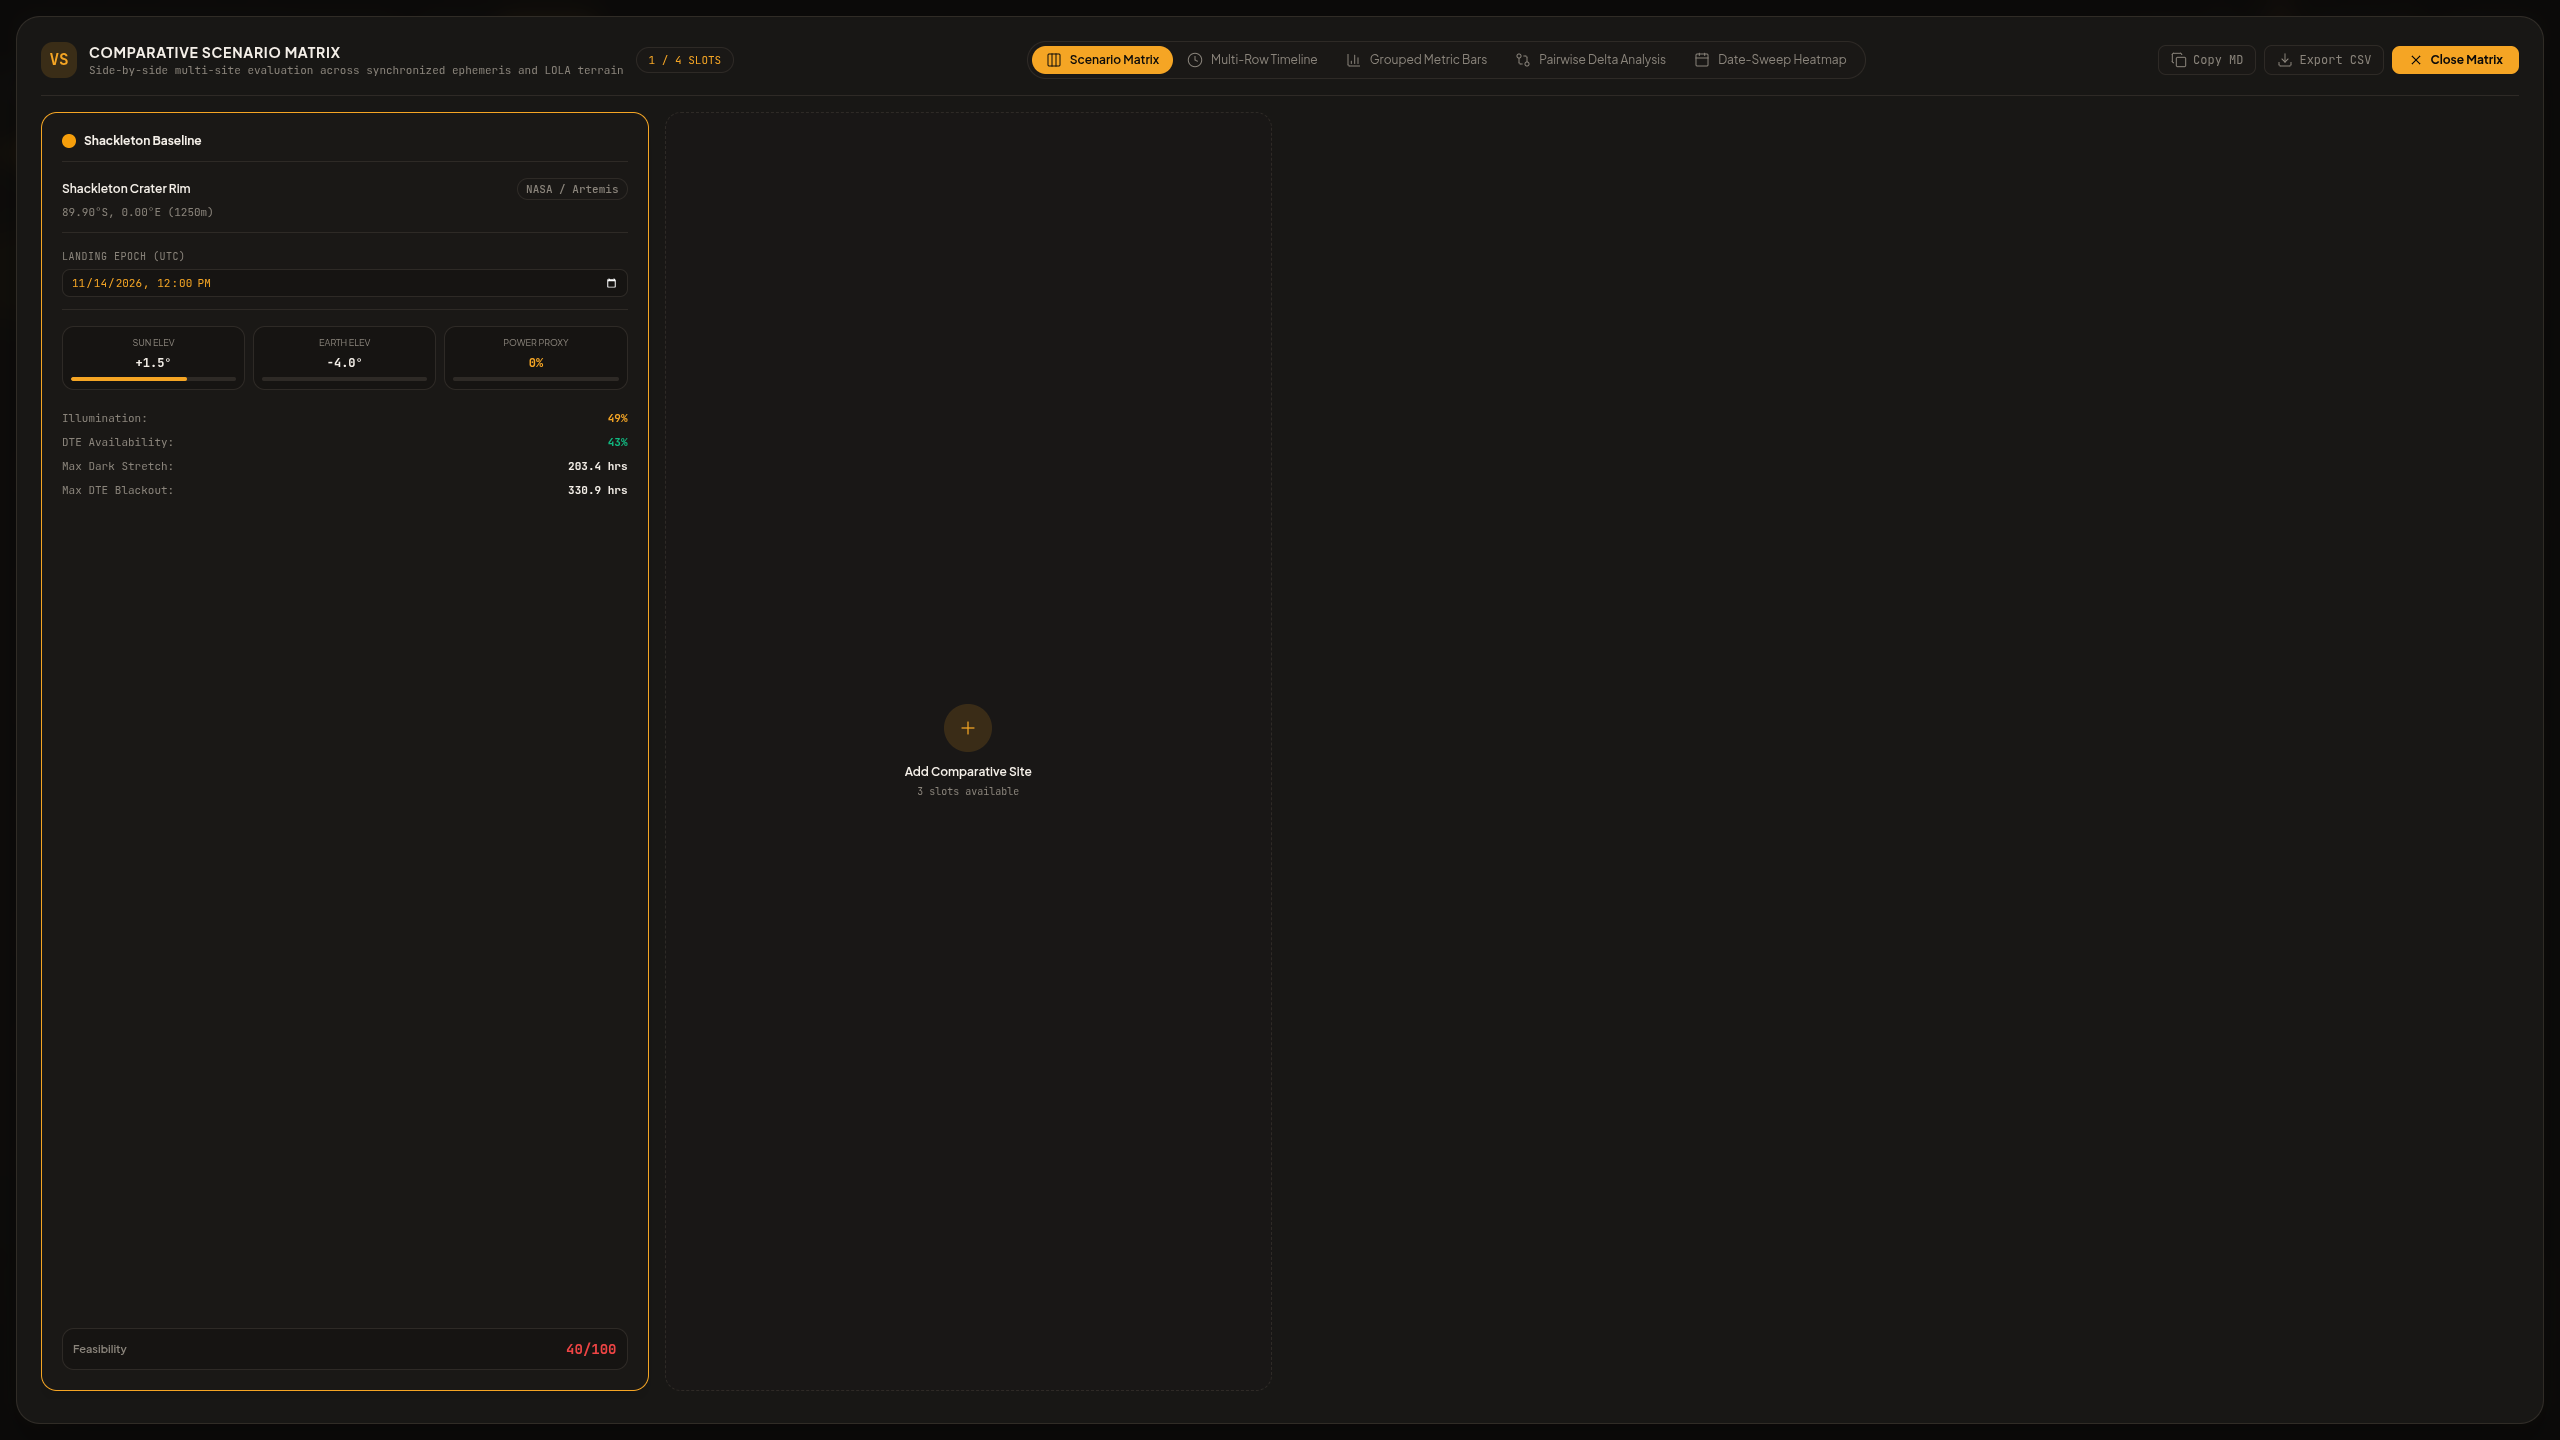 VS
COMPARATIVE SCENARIO MATRIX
Side-by-side multi-site evaluation across synchronized ephemeris and LOLA terrain
1 / 4 SLOTS
Scenario Matrix
Multi-Row Timeline
Grouped Metric Bars
Pairwise Delta Analysis
Date-Sweep Heatmap
Copy MD
Export CSV
Close Matrix
Shackleton Baseline
Shackleton Crater Rim
NASA / Artemis
89.90°S, 0.00°E (1250m)
LANDING EPOCH (UTC)
11/14/2026, 12:00 PM
SUN ELEV
+1.5°
EARTH ELEV
-4.0°
POWER PROXY
0%
Illumination: 49%
DTE Availability: 43%
Max Dark Stretch: 203.4 hrs
Max DTE Blackout: 330.9 hrs
Feasibility 40/100
Add Comparative Site
3 slots available